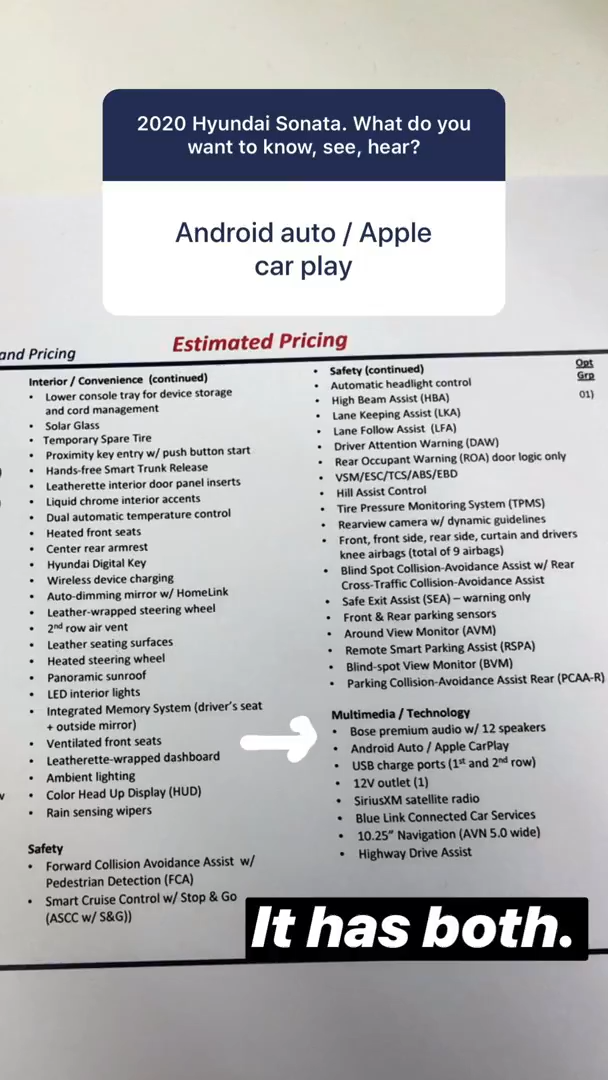 2020 Hyundai Sonata. What do you
want to know, see, hear?
Android auto / Apple
car play
and Pricing
Estimated Pricing
Interior / Convenience (continued)
• Lower console tray for device storage
and cord management
• Solar Glass
• Temporary Spare Tire
• Proximity key entry w/ push button start
• Hands-free Smart Trunk Release
• Leatherette interior door panel inserts
• Liquid chrome interior accents
• Dual automatic temperature control
• Heated front seats
• Center rear armrest
• Hyundai Digital Key
• Wireless device charging
• Auto-dimming mirror w/ HomeLink
• Leather-wrapped steering wheel
• 2nd row air vent
• Leather seating surfaces
• Heated steering wheel
• Panoramic sunroof
• LED interior lights
• Integrated Memory System (driver's seat
+ outside mirror)
• Ventilated front seats
• Leatherette-wrapped dashboard
• Ambient lighting
• Color Head Up Display (HUD)
• Rain sensing wipers
Safety
• Forward Collision Avoidance Assist w/
Pedestrian Detection (FCA)
• Smart Cruise Control w/ Stop & Go
(ASCC w/ S&G))
• Safety (continued)
• Automatic headlight control
• High Beam Assist (HBA)
• Lane Keeping Assist (LKA)
• Lane Follow Assist (LFA)
• Driver Attention Warning (DAW)
• Rear Occupant Warning (ROA) door logic only
• VSM/ESC/TCS/ABS/EBD
• Hill Assist Control
• Tire Pressure Monitoring System (TPMS)
• Rearview camera w/ dynamic guidelines
• Front, front side, rear side, curtain and drivers
knee airbags (total of 9 airbags)
• Blind Spot Collision-Avoidance Assist w/ Rear
Cross-Traffic Collision-Avoidance Assist
• Safe Exit Assist (SEA) – warning only
• Front & Rear parking sensors
• Around View Monitor (AVM)
• Remote Smart Parking Assist (RSPA)
• Blind-spot View Monitor (BVM)
• Parking Collision-Avoidance Assist Rear (PCAA-R)
Multimedia / Technology
• Bose premium audio w/ 12 speakers
• Android Auto / Apple CarPlay
• USB charge ports (1st and 2nd row)
• 12V outlet (1)
• SiriusXM satellite radio
• Blue Link Connected Car Services
• 10.25" Navigation (AVN 5.0 wide)
• Highway Drive Assist
Opt
Grp
01)
It has both.